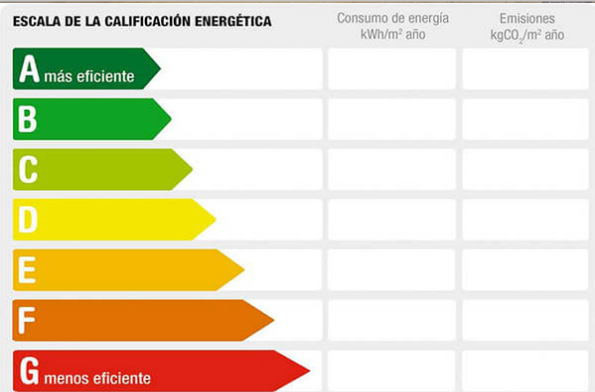 ESCALA DE LA CALIFICACIÓN ENERGÉTICA
Consumo de energía
kWh/m² año
Emisiones
kgCO₂/m² año
A más eficiente
B
C
D
E
F
G menos eficiente